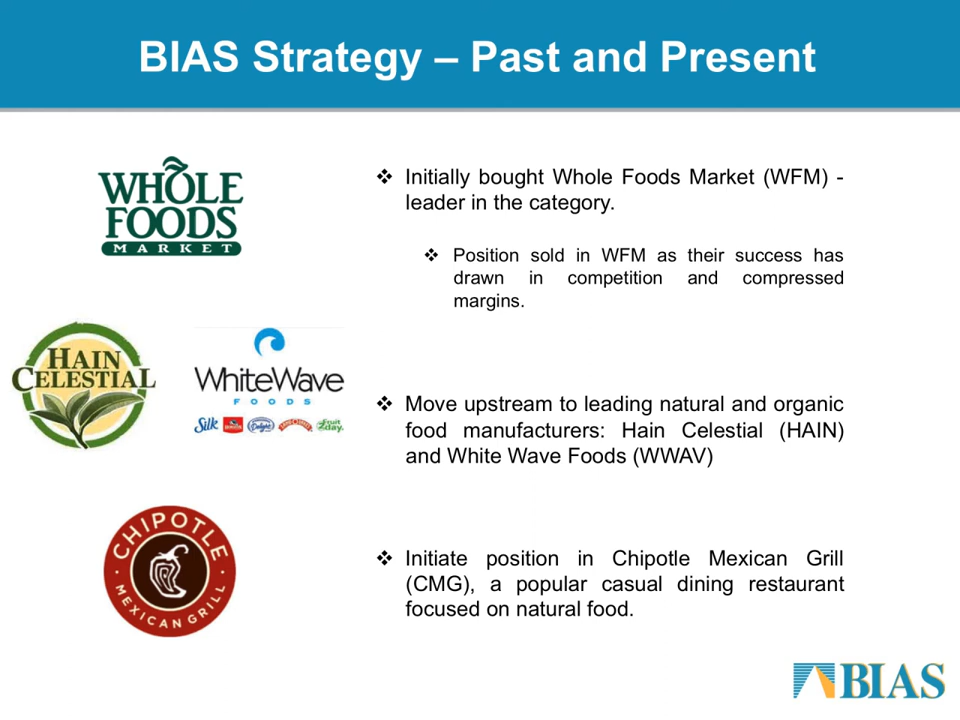 BIAS Strategy – Past and Present
WHOLE
FOODS
MARKET
❖ Initially bought Whole Foods Market (WFM) -
leader in the category.
❖ Position sold in WFM as their success has
drawn in competition and compressed
margins.
HAIN
CELESTIAL
WhiteWave
FOODS
Silk
Delight
Fruit
2day.
❖ Move upstream to leading natural and organic
food manufacturers: Hain Celestial (HAIN)
and White Wave Foods (WWAV)
CHIPOTLE
MEXICAN GRILL
❖ Initiate position in Chipotle Mexican Grill
(CMG), a popular casual dining restaurant
focused on natural food.
BIAS